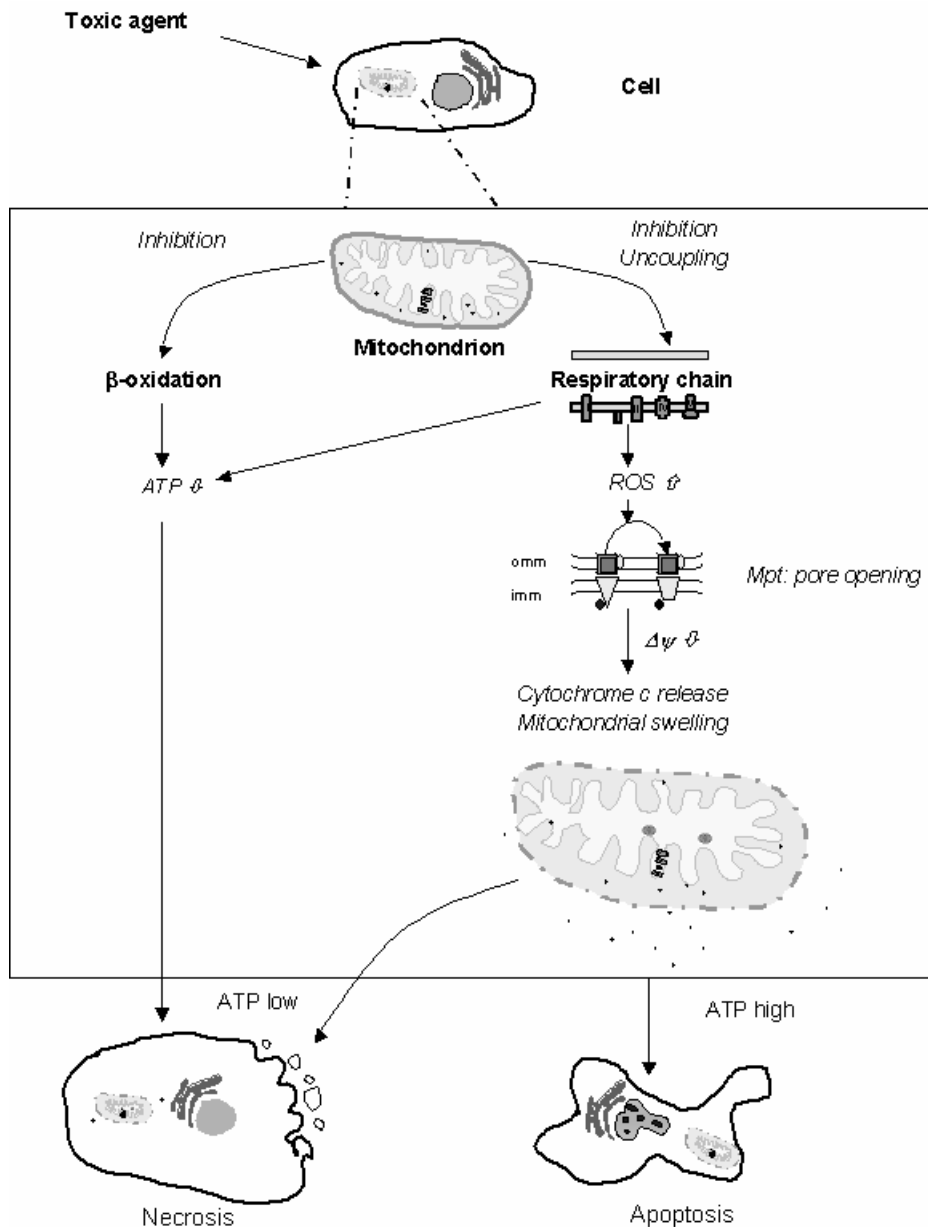 Toxic agent
Cell
Inhibition
Inhibition
Uncoupling
Mitochondrion
β-oxidation
Respiratory chain
ATP ⇩
ROS ⇧
omm
imm
Mpt: pore opening
Δψ ⇩
Cytochrome c release
Mitochondrial swelling
ATP low
ATP high
Necrosis
Apoptosis